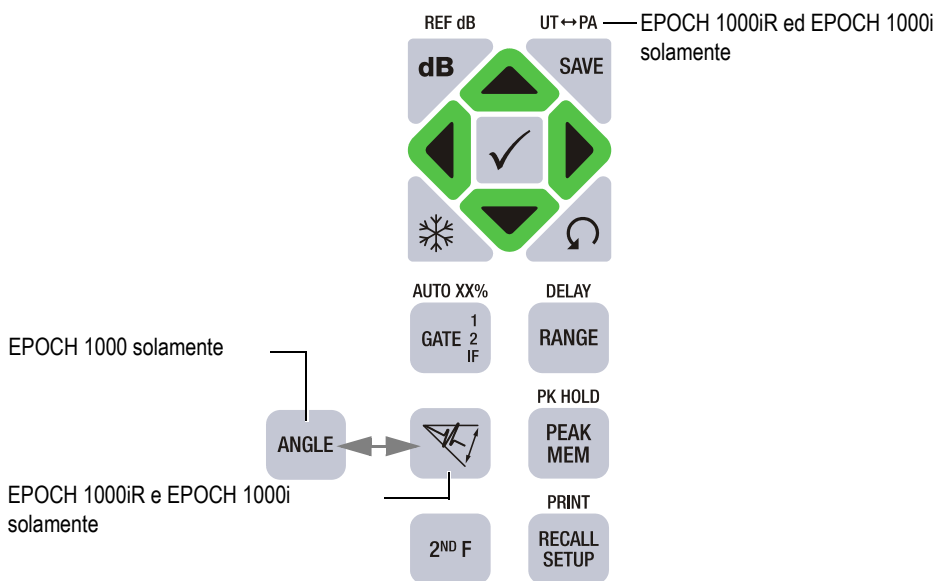 REF dB
UT↔PA
EPOCH 1000iR ed EPOCH 1000i
solamente
dB
SAVE
AUTO XX%
DELAY
GATE 1 2 IF
RANGE
EPOCH 1000 solamente
PK HOLD
ANGLE
PEAK
MEM
EPOCH 1000iR e EPOCH 1000i
solamente
PRINT
2ND F
RECALL
SETUP